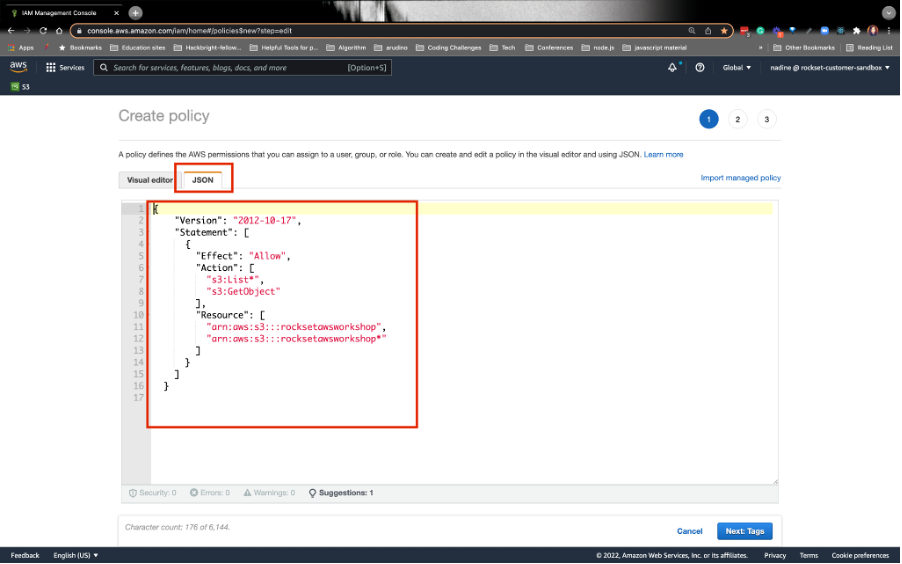 IAM Management Console
console.aws.amazon.com/iam/home#/policies$new?step=edit
Apps Bookmarks Education sites Hackbright-fellow... Helpful Tools for p... Algorithm arudino Coding Challenges Tech Conferences node.js javascript material » Other Bookmarks Reading List
aws Services Search for services, features, blogs, docs, and more [Option+S] Global nadine @ rockset-customer-sandbox
S3
Create policy
1 2 3
A policy defines the AWS permissions that you can assign to a user, group, or role. You can create and edit a policy in the visual editor and using JSON. Learn more
Visual editor JSON Import managed policy
1 {
2 "Version": "2012-10-17",
3 "Statement": [
4 {
5 "Effect": "Allow",
6 "Action": [
7 "s3:List*",
8 "s3:GetObject"
9 ],
10 "Resource": [
11 "arn:aws:s3:::rocksetawsworkshop",
12 "arn:aws:s3:::rocksetawsworkshop*"
13 ]
14 }
15 ]
16 }
17
Security: 0 Errors: 0 Warnings: 0 Suggestions: 1
Character count: 176 of 6,144.
Cancel Next: Tags
Feedback English (US) © 2022, Amazon Web Services, Inc. or its affiliates. Privacy Terms Cookie preferences